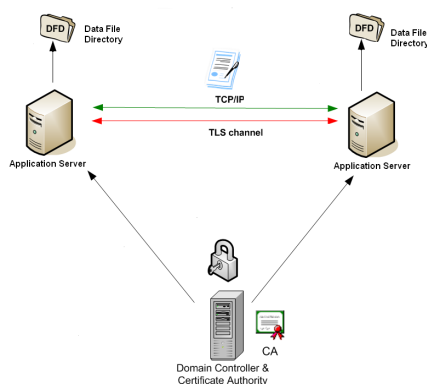 DFD
Data File
Directory
DFD
Data File
Directory
TCP/IP
TLS channel
Application Server
Application Server
CA
Domain Controller &
Certificate Authority